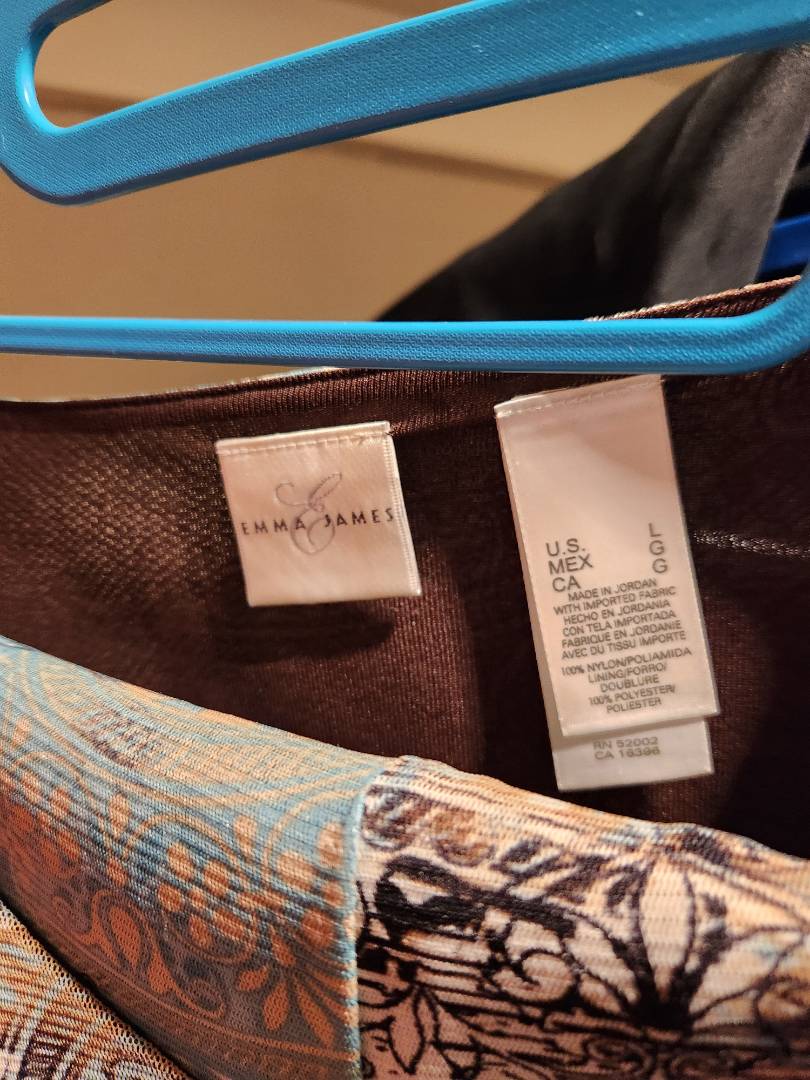 EMMA JAMES
E
U.S. L
MEX G
CA G
MADE IN JORDAN
WITH IMPORTED FABRIC
HECHO EN JORDANIA
CON TELA IMPORTADA
FABRIQUE EN JORDANIE
AVEC DU TISSU IMPORTE
100% NYLON/POLIAMIDA
LINING/FORRO/
DOUBLURE
100% POLYESTER/
POLIESTER
RN 52002
CA 16396